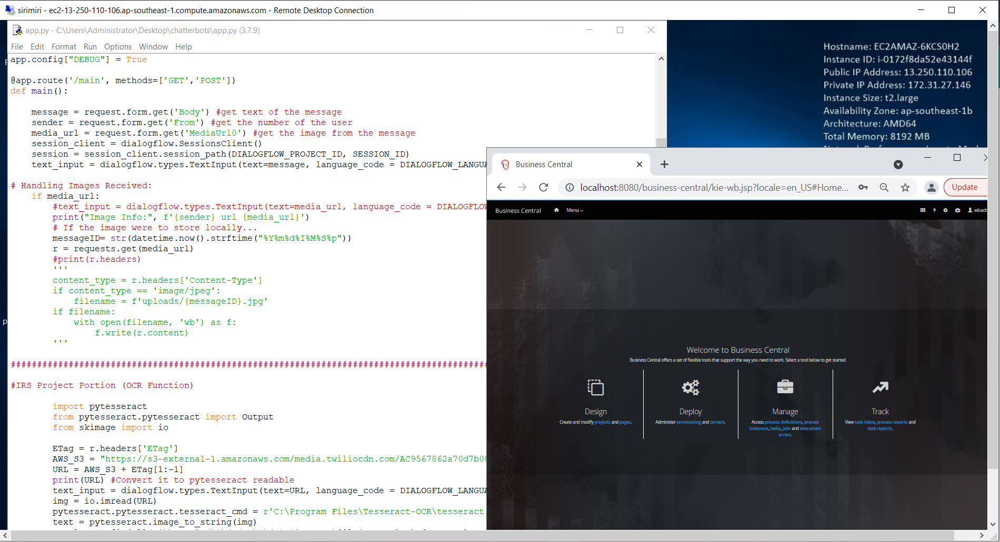 sirimiri - ec2-13-250-110-106.ap-southeast-1.compute.amazonaws.com - Remote Desktop Connection
app.py - C:\Users\Administrator\Desktop\chatterbots\app.py (3.7.9)
File Edit Format Run Options Window Help
app.config["DEBUG"] = True
@app.route('/main', methods=['GET','POST'])
def main():
message = request.form.get('Body') #get text of the message
sender = request.form.get('From') #get the number of the user
media_url = request.form.get('MediaUrl0') #get the image from the message
session_client = dialogflow.SessionsClient()
session = session_client.session_path(DIALOGFLOW_PROJECT_ID, SESSION_ID)
text_input = dialogflow.types.TextInput(text=message, language_code = DIALOGFLOW_LANGUA
# Handling Images Received:
if media_url:
#text_input = dialogflow.types.TextInput(text=media_url, language_code = DIALOGFLOW
print("Image Info:", f'{sender} url {media_url}')
# If the image were to store locally...
messageID= str(datetime.now().strftime("%Y%m%d%I%M%S%p"))
r = requests.get(media_url)
#print(r.headers)
'''
content_type = r.headers['Content-Type']
if content_type == 'image/jpeg':
filename = f'uploads/{messageID}.jpg'
if filename:
with open(filename, 'wb') as f:
f.write(r.content)
'''
###########################################################################################
#IRS Project Portion (OCR Function)
import pytesseract
from pytesseract.pytesseract import Output
from skimage import io
ETag = r.headers['ETag']
AWS_S3 = "https://s3-external-1.amazonaws.com/media.twiliocdn.com/AC9567862a70d7b00
URL = AWS_S3 + ETag[1:-1]
print(URL) #Convert it to pytesseract readable
text_input = dialogflow.types.TextInput(text=URL, language_code = DIALOGFLOW_LANGUA
img = io.imread(URL)
pytesseract.pytesseract.tesseract_cmd = r'C:\Program Files\Tesseract-OCR\tesseract.
text = pytesseract.image_to_string(img)
Hostname: EC2AMAZ-6KCS0H2
Instance ID: i-0172f8da52e43144f
Public IP Address: 13.250.110.106
Private IP Address: 172.31.27.146
Instance Size: t2.large
Availability Zone: ap-southeast-1b
Architecture: AMD64
Total Memory: 8192 MB
Business Central
localhost:8080/business-central/kie-wb.jsp?locale=en_US#Home...
Update
Business Central Menu ? wbadm
Welcome to Business Central
Business Central offers a set of flexible tools that support the way you need to work. Select a tool below to get started.
Design
Create and modify projects and pages.
Deploy
Administer provisioning and servers.
Manage
Access process definitions, process
instances, tasks, jobs and executions
errors.
Track
View task inbox, process reports and
task reports.